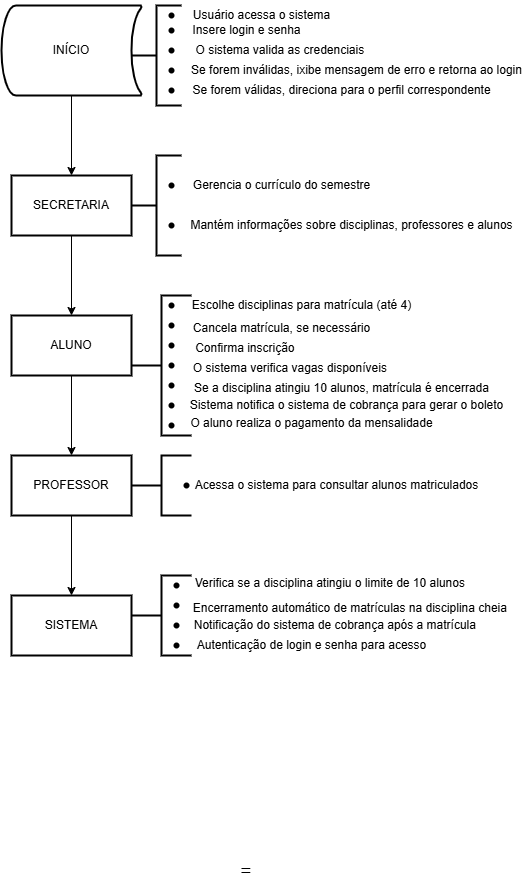 INÍCIO
Usuário acessa o sistema
Insere login e senha
O sistema valida as credenciais
Se forem inválidas, ixibe mensagem de erro e retorna ao login
Se forem válidas, direciona para o perfil correspondente
SECRETARIA
Gerencia o currículo do semestre
Mantém informações sobre disciplinas, professores e alunos
ALUNO
Escolhe disciplinas para matrícula (até 4)
Cancela matrícula, se necessário
Confirma inscrição
O sistema verifica vagas disponíveis
Se a disciplina atingiu 10 alunos, matrícula é encerrada
Sistema notifica o sistema de cobrança para gerar o boleto
O aluno realiza o pagamento da mensalidade
PROFESSOR
Acessa o sistema para consultar alunos matriculados
SISTEMA
Verifica se a disciplina atingiu o limite de 10 alunos
Encerramento automático de matrículas na disciplina cheia
Notificação do sistema de cobrança após a matrícula
Autenticação de login e senha para acesso
=